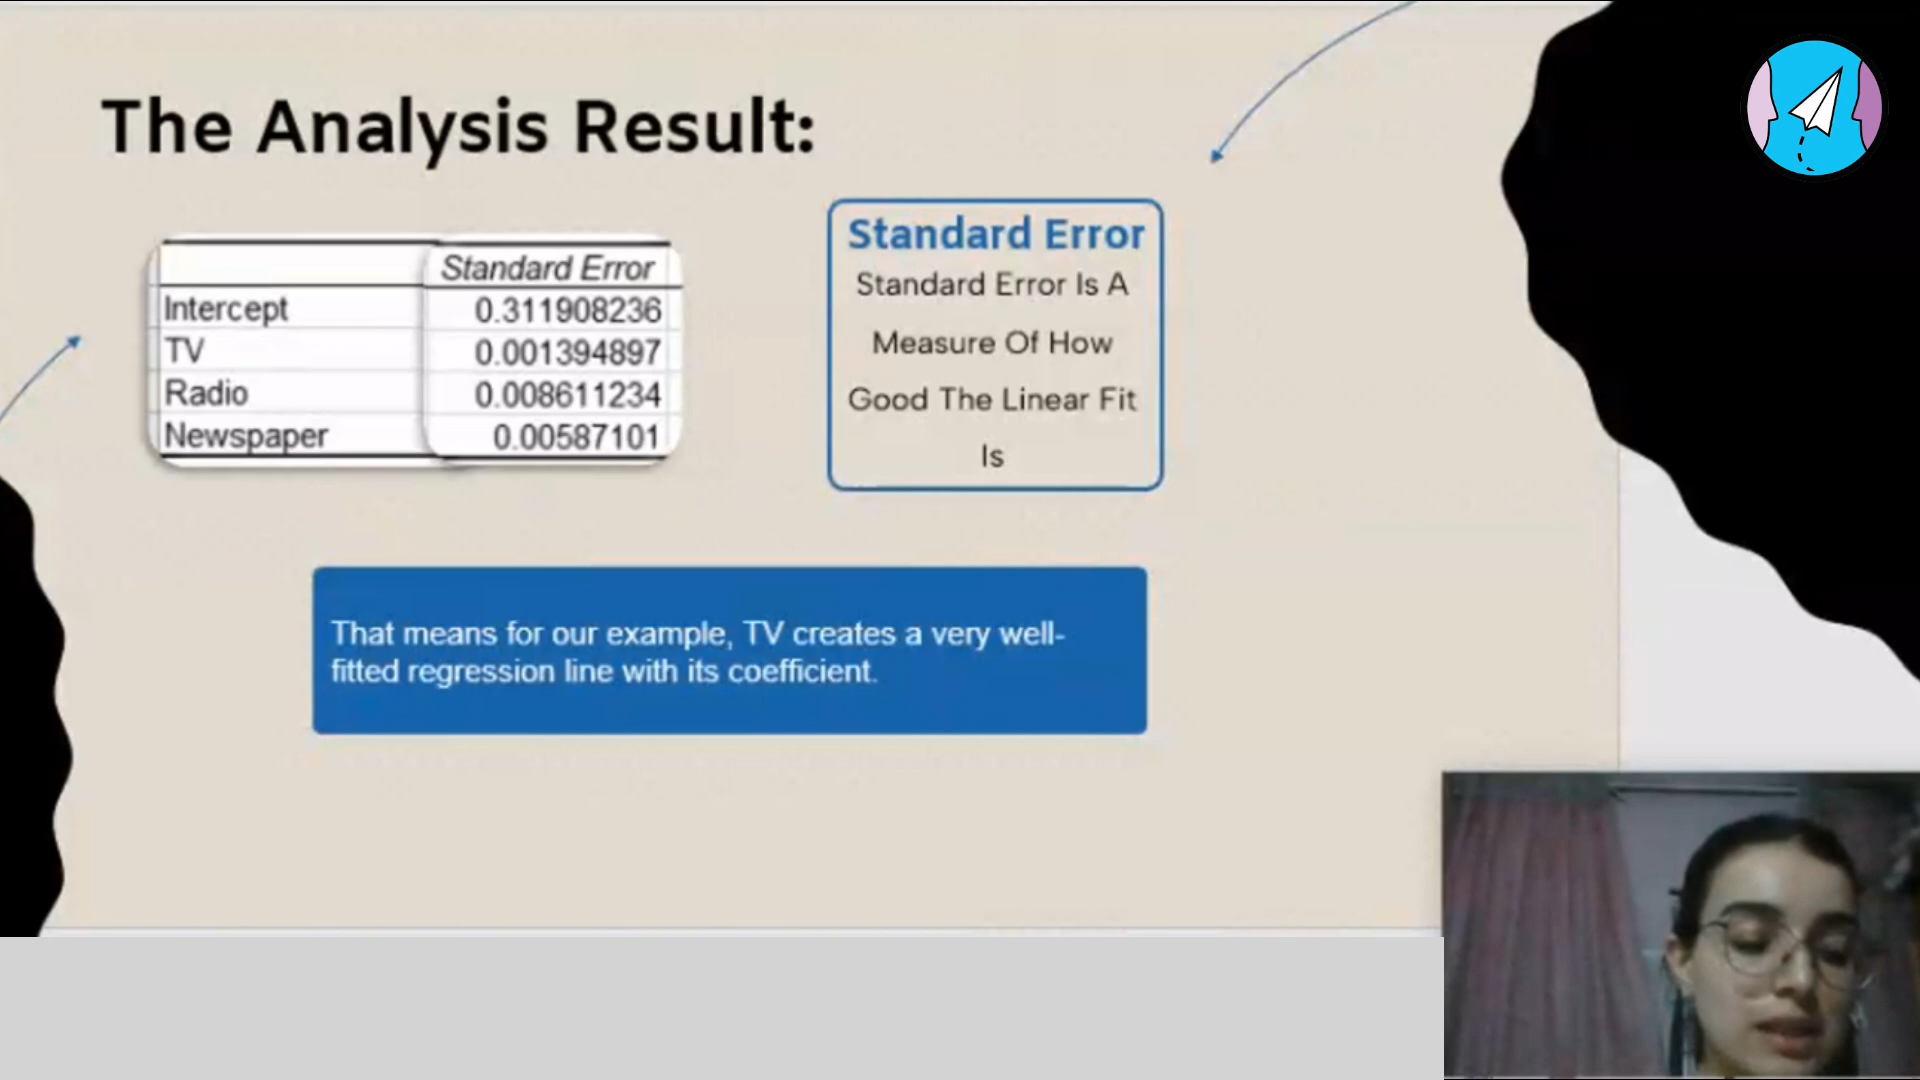 The Analysis Result:
Standard Error
Intercept 0.311908236
TV 0.001394897
Radio 0.008611234
Newspaper 0.00587101
Standard Error
Standard Error Is A
Measure Of How
Good The Linear Fit
Is
That means for our example, TV creates a very well-
fitted regression line with its coefficient.